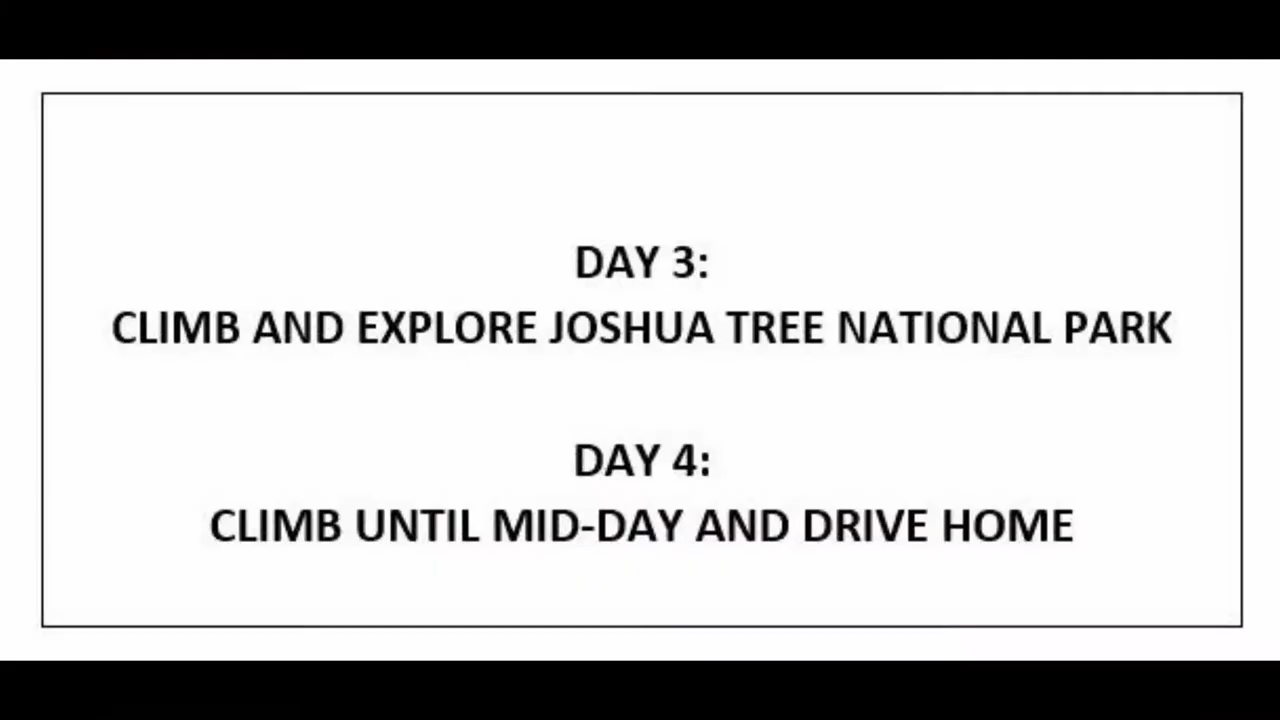 DAY 3:
CLIMB AND EXPLORE JOSHUA TREE NATIONAL PARK
DAY 4:
CLIMB UNTIL MID-DAY AND DRIVE HOME